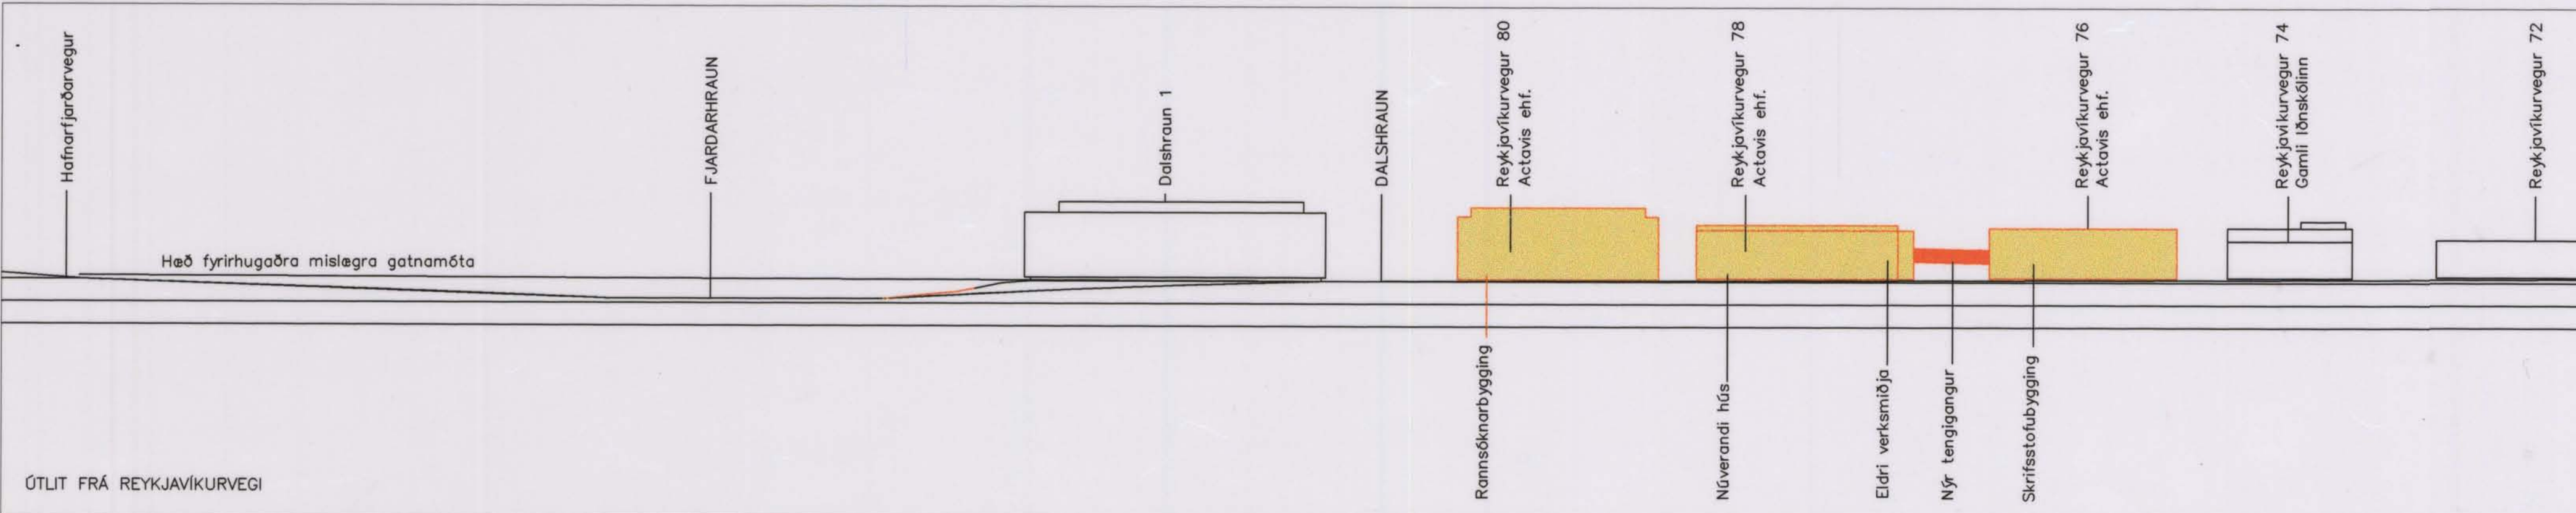 Hafnarfjarðarvegur
FJARDARHRAUN
Dalshraun 1
DALSHRAUN
Reykjavíkurvegur 80
Actavis ehf.
Reykjavíkurvegur 78
Actavis ehf.
Reykjavíkurvegur 76
Actavis ehf.
Reykjavikurvegur 74
Gamli Iðnskólinn
Reykjavíkurvegur 72
Hæð fyrirhugaðra mislægra gatnamóta
Rannsóknarbygging
Núverandi hús
Eldri verksmiðja
Nýr tengigangur
Skrifsstofubygging
ÚTLIT FRÁ REYKJAVÍKURVEGI